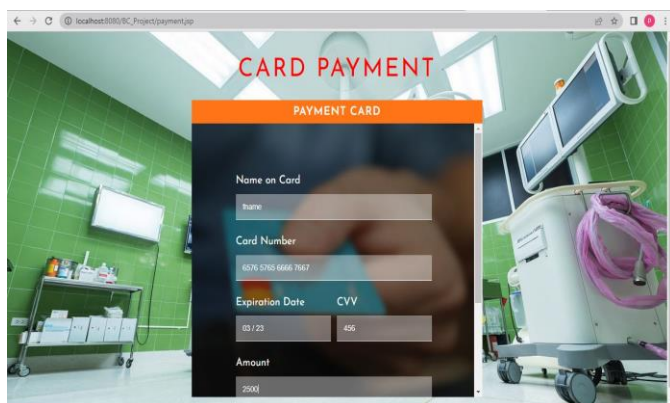 localhost:8080/BC_Project/payment.jsp
CARD PAYMENT
PAYMENT CARD
Name on Card
fname
Card Number
6576 5765 6666 7667
Expiration Date CVV
03 / 23 456
Amount
2500